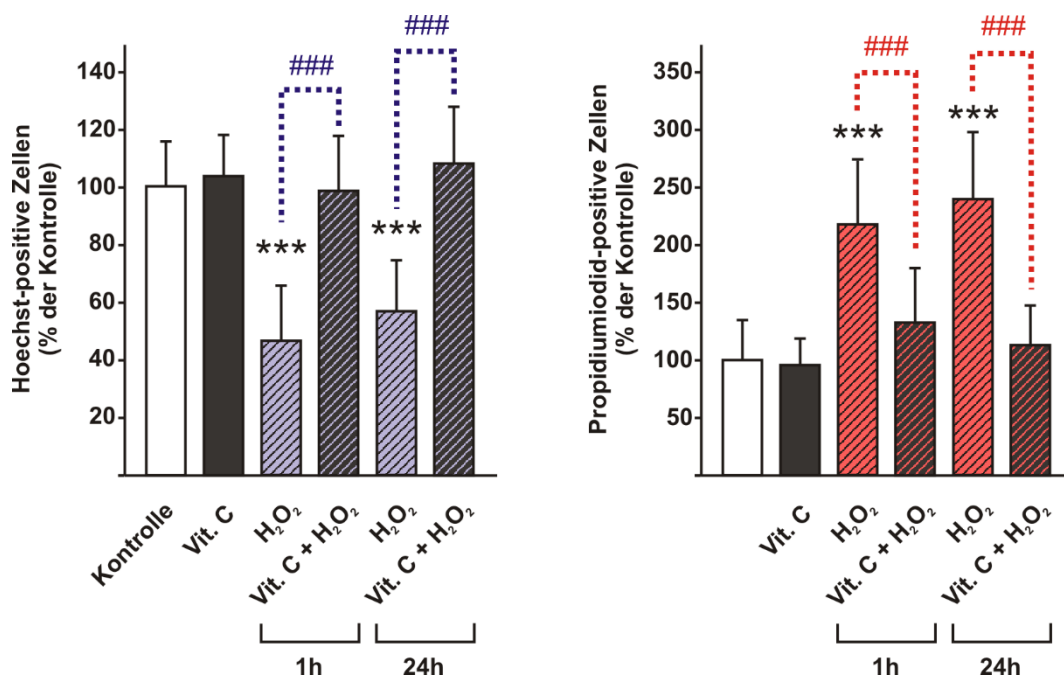 Hoechst-positive Zellen
(% der Kontrolle)
140
120
100
80
60
40
20
###
###
***
***
Kontrolle
Vit. C
H₂O₂
Vit. C + H₂O₂
H₂O₂
Vit. C + H₂O₂
1h
24h
Propidiumiodid-positive Zellen
(% der Kontrolle)
350
300
250
200
150
100
50
###
###
***
***
Vit. C
H₂O₂
Vit. C + H₂O₂
H₂O₂
Vit. C + H₂O₂
1h
24h